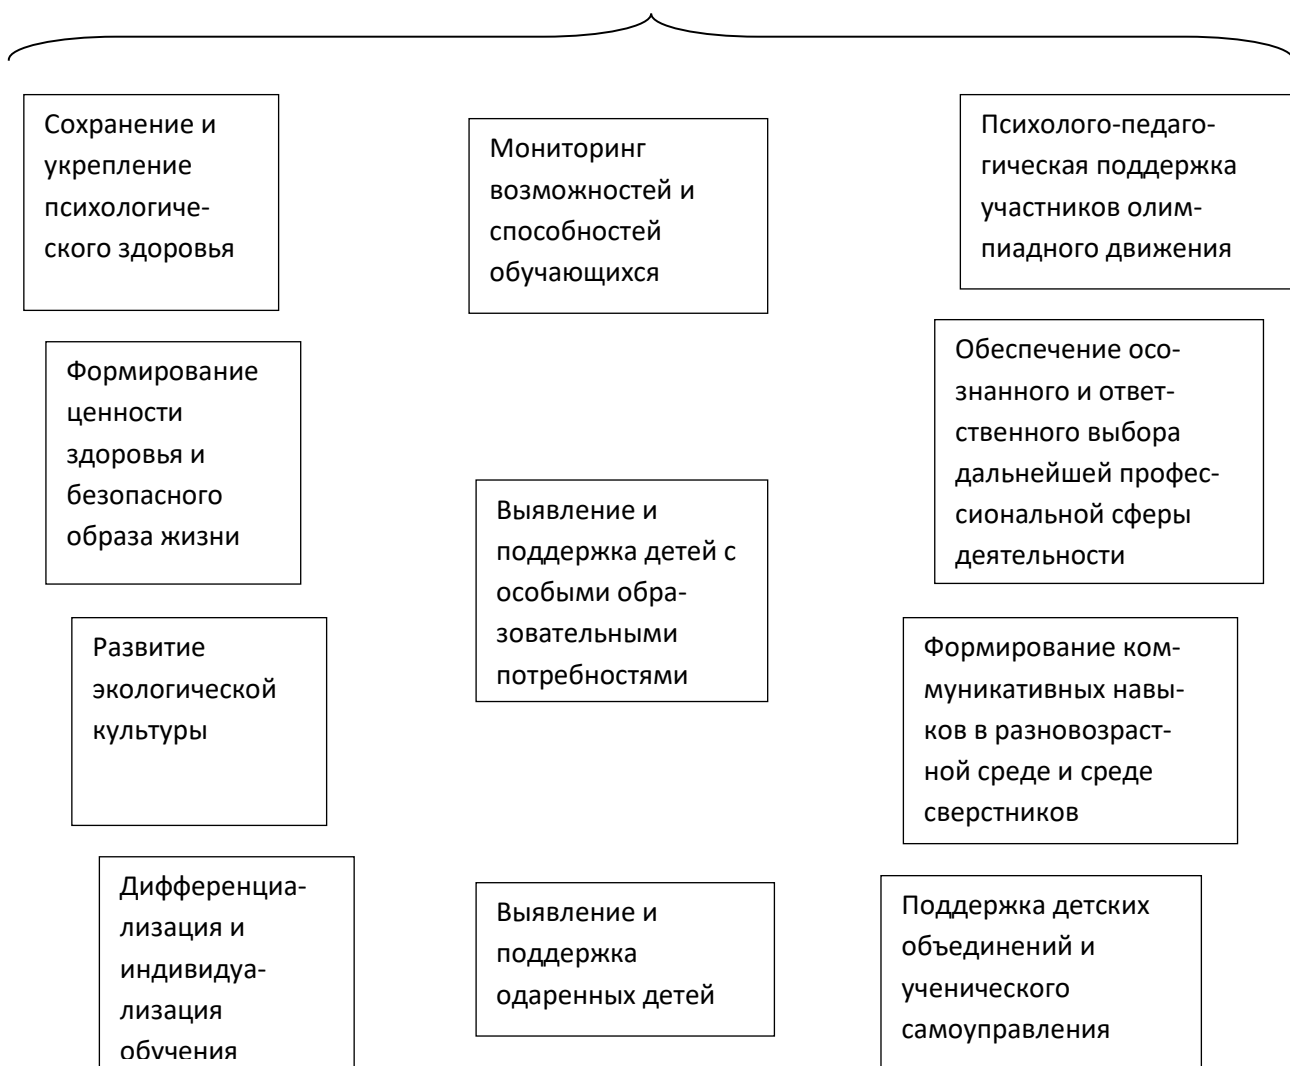 Сохранение и
укрепление
психологиче-
ского здоровья
Формирование
ценности
здоровья и
безопасного
образа жизни
Развитие
экологической
культуры
Дифференциа-
лизация и
индивидуа-
лизация
обучения
Мониторинг
возможностей и
способностей
обучающихся
Выявление и
поддержка детей с
особыми обра-
зовательными
потребностями
Выявление и
поддержка
одаренных детей
Психолого-педаго-
гическая поддержка
участников олим-
пиадного движения
Обеспечение осо-
знанного и ответ-
ственного выбора
дальнейшей профес-
сиональной сферы
деятельности
Формирование ком-
муникативных навы-
ков в разновозраст-
ной среде и среде
сверстников
Поддержка детских
объединений и
ученического
самоуправления